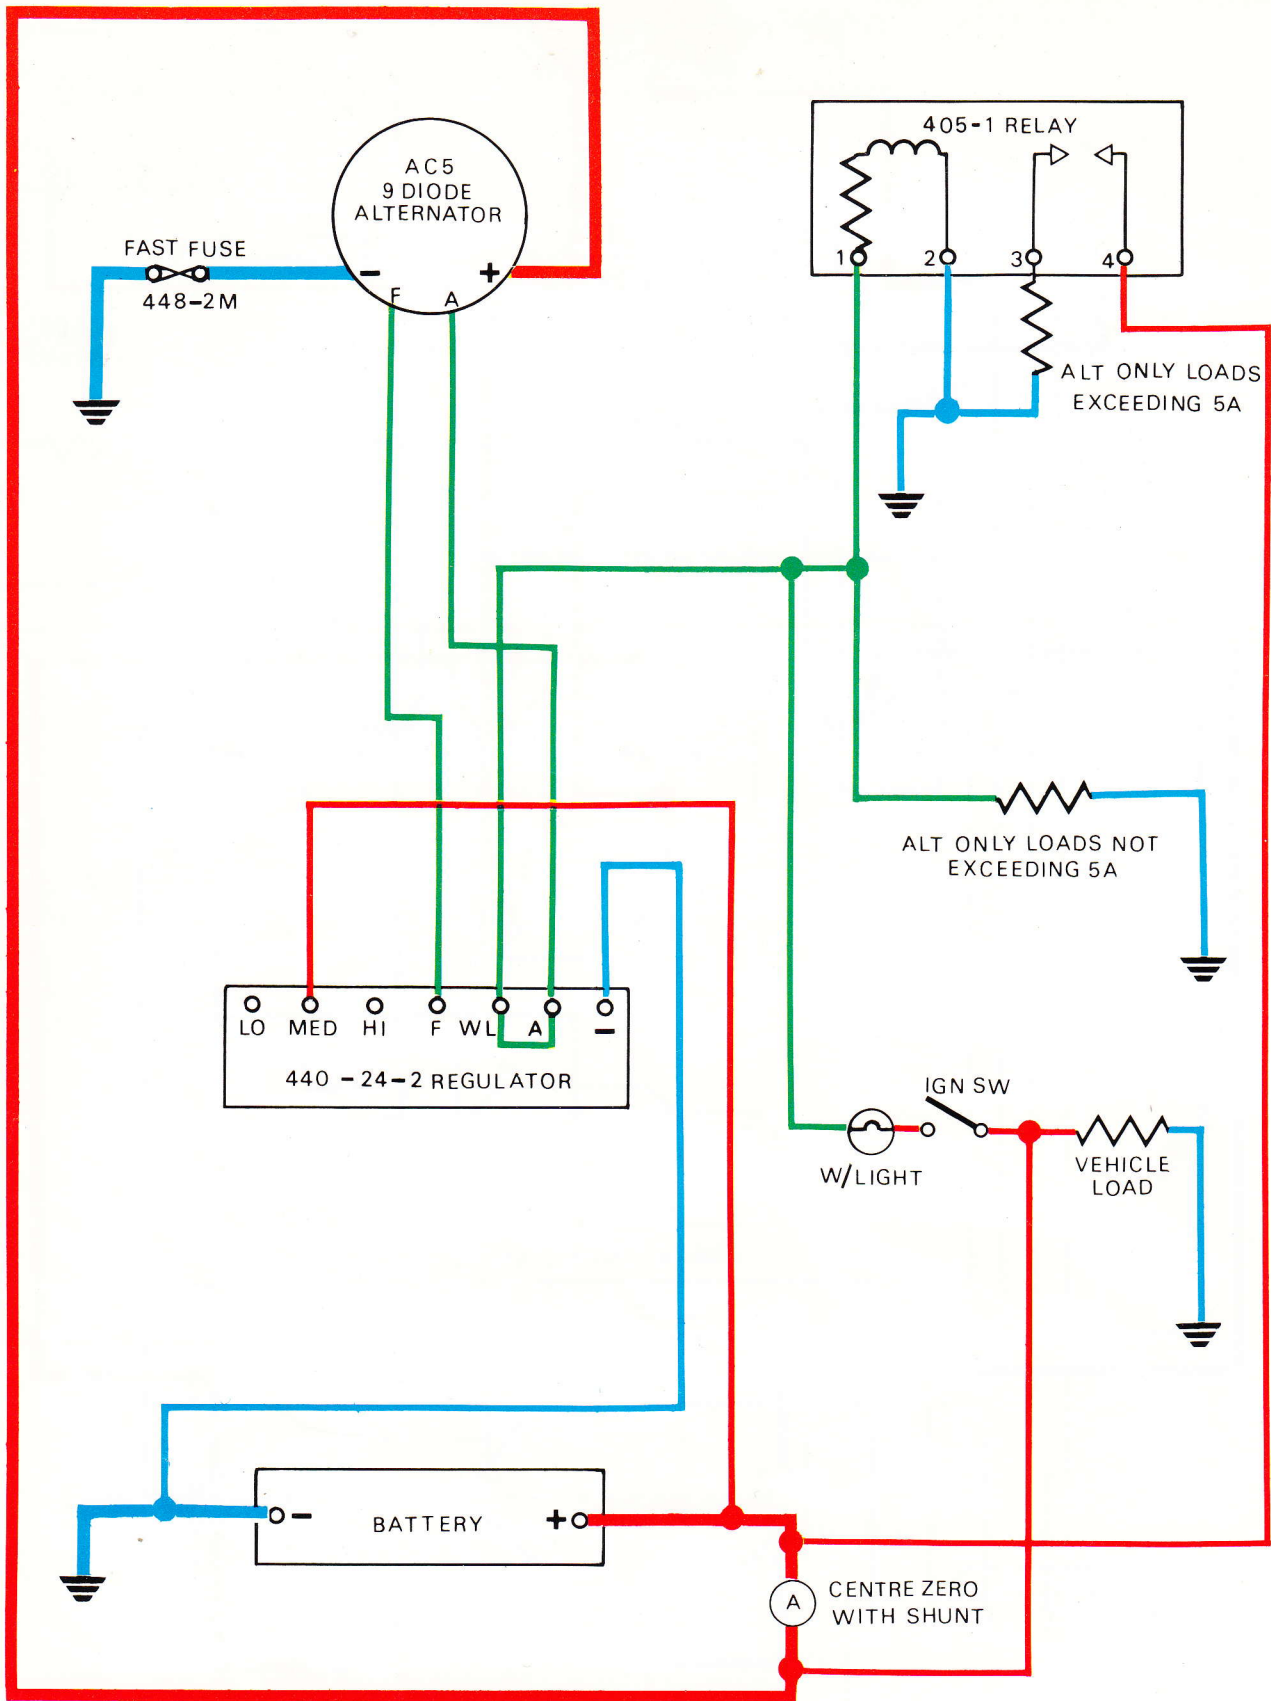 405-1 RELAY
AC5
9 DIODE
ALTERNATOR
FAST FUSE
448-2M
−
+
F
A
1
2
3
4
ALT ONLY LOADS
EXCEEDING 5A
ALT ONLY LOADS NOT
EXCEEDING 5A
LO
MED
HI
F
WL
A
−
440-24-2 REGULATOR
IGN SW
W/LIGHT
VEHICLE
LOAD
−
BATTERY
+
A
CENTRE ZERO
WITH SHUNT